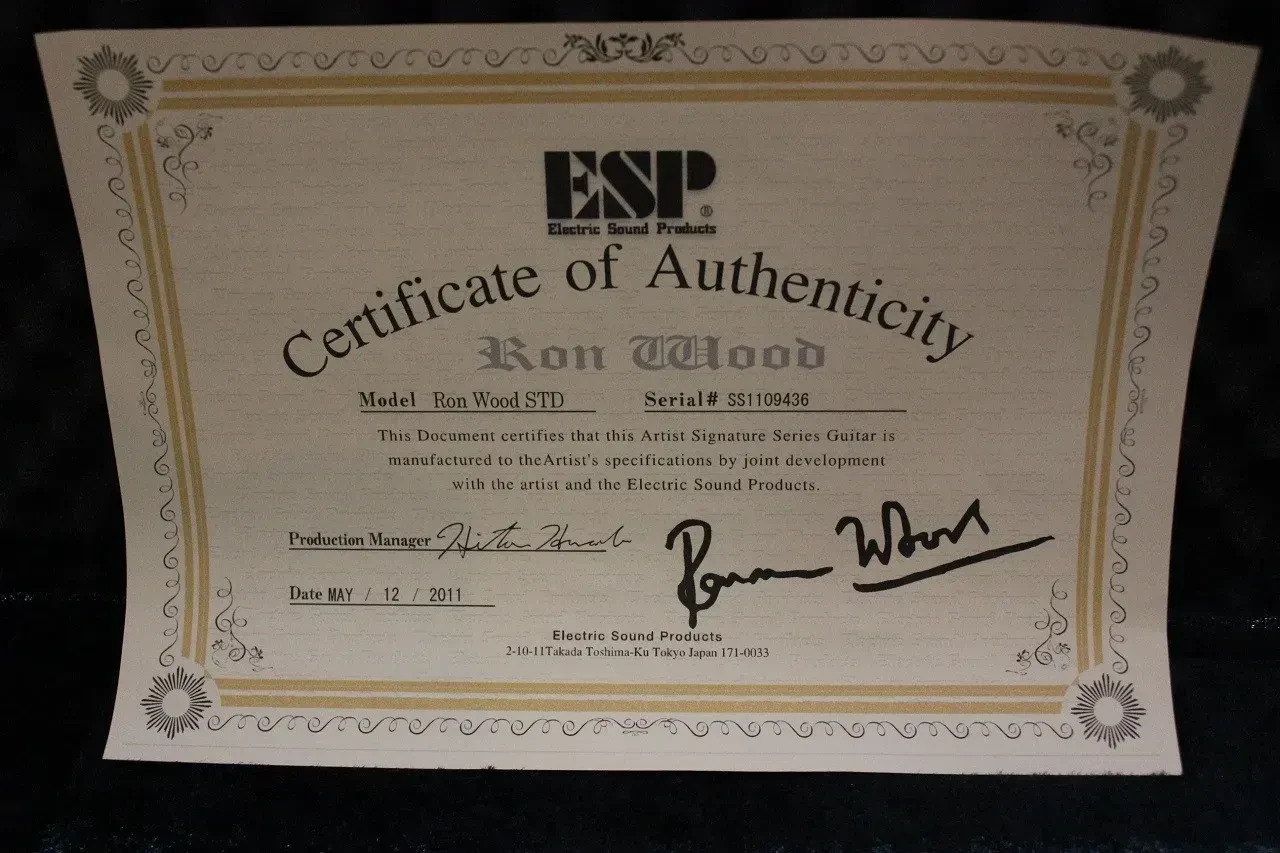 ESP®
Electric Sound Products
Certificate of Authenticity
Ron Wood
Model Ron Wood STD Serial# SS1109436
This Document certifies that this Artist Signature Series Guitar is
manufactured to theArtist's specifications by joint development
with the artist and the Electric Sound Products.
Production Manager
Date MAY / 12 / 2011
Electric Sound Products
2-10-11Takada Toshima-Ku Tokyo Japan 171-0033